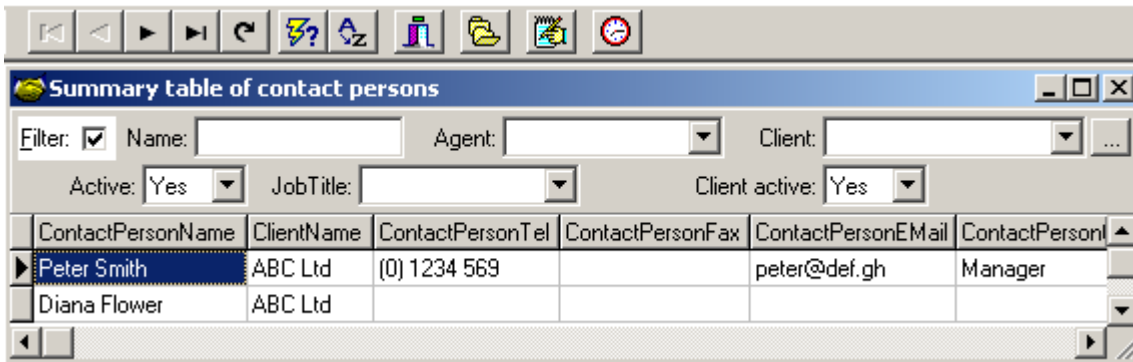 Summary table of contact persons
Filter: Name: Agent: Client: ...
Active: Yes JobTitle: Client active: Yes
ContactPersonName ClientName ContactPersonTel ContactPersonFax ContactPersonEMail ContactPerson
Peter Smith ABC Ltd (0) 1234 569 peter@def.gh Manager
Diana Flower ABC Ltd